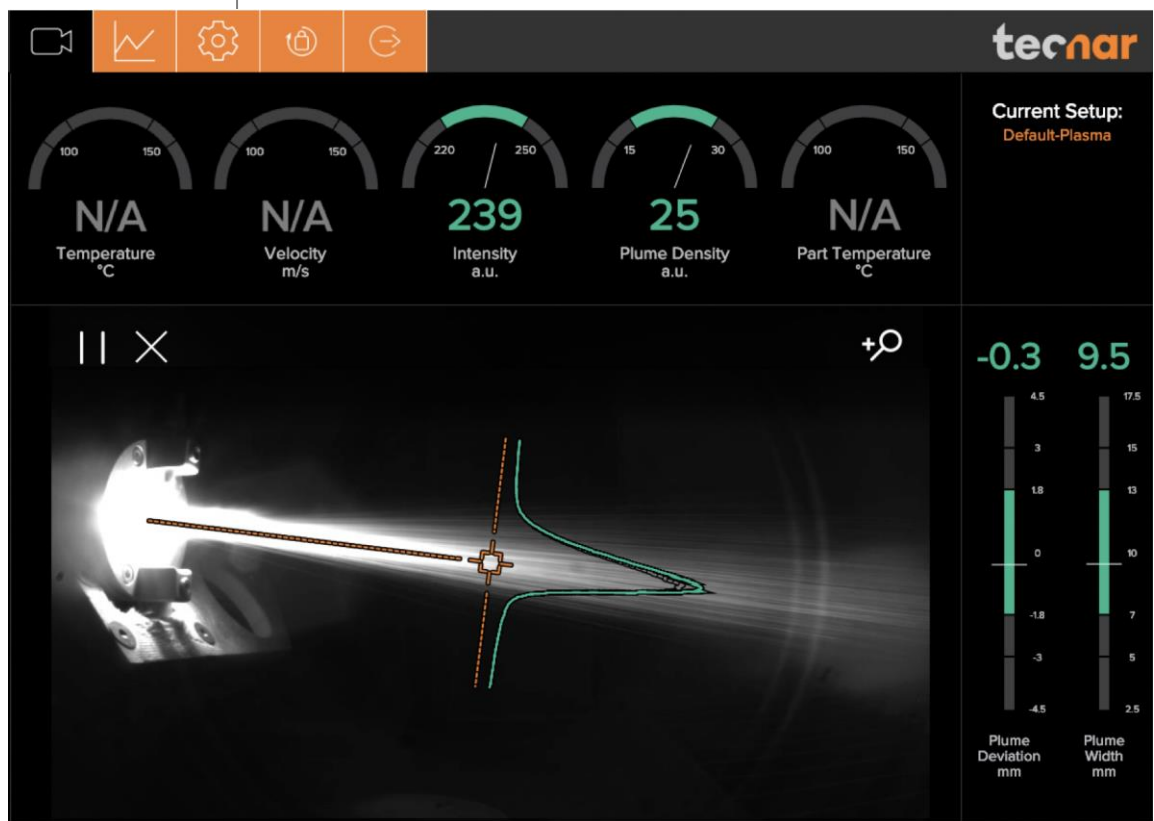 tecnar
100 150
N/A
Temperature
°C
100 150
N/A
Velocity
m/s
220 250
239
Intensity
a.u.
15 30
25
Plume Density
a.u.
100 150
N/A
Part Temperature
°C
Current Setup:
Default-Plasma
-0.3
4.5
3
1.8
0
-1.8
-3
-4.5
Plume
Deviation
mm
9.5
17.5
15
13
10
7
5
2.5
Plume
Width
mm